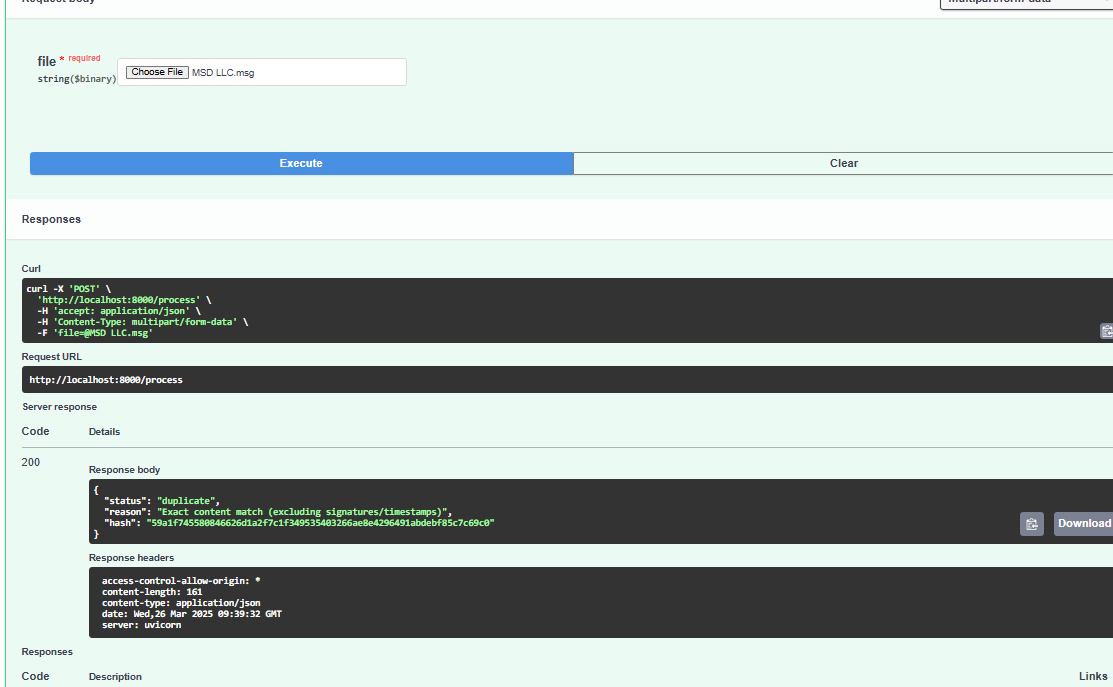 Request body
multipart/form-data
file * required
string($binary)
Choose File MSD LLC.msg
Execute
Clear
Responses
Curl
curl -X 'POST' \
'http://localhost:8000/process' \
-H 'accept: application/json' \
-H 'Content-Type: multipart/form-data' \
-F 'file=@MSD LLC.msg'
Request URL
http://localhost:8000/process
Server response
Code Details
200
Response body
{
"status": "duplicate",
"reason": "Exact content match (excluding signatures/timestamps)",
"hash": "59a1f745580846626d1a2f7c1f349535403266ae8e4296491abdebf85c7c69c0"
}
Download
Response headers
access-control-allow-origin: *
content-length: 161
content-type: application/json
date: Wed,26 Mar 2025 09:39:32 GMT
server: uvicorn
Responses
Code Description Links